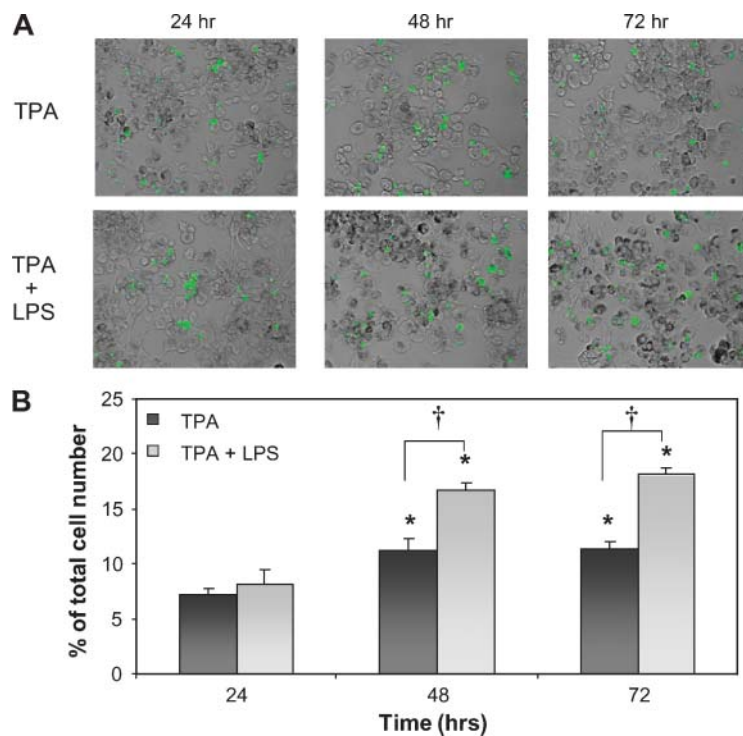 A
24 hr
48 hr
72 hr
TPA
TPA
+
LPS
B
% of total cell number
25
20
15
10
5
0
TPA
TPA + LPS
†
†
*
*
*
*
24
48
72
Time (hrs)